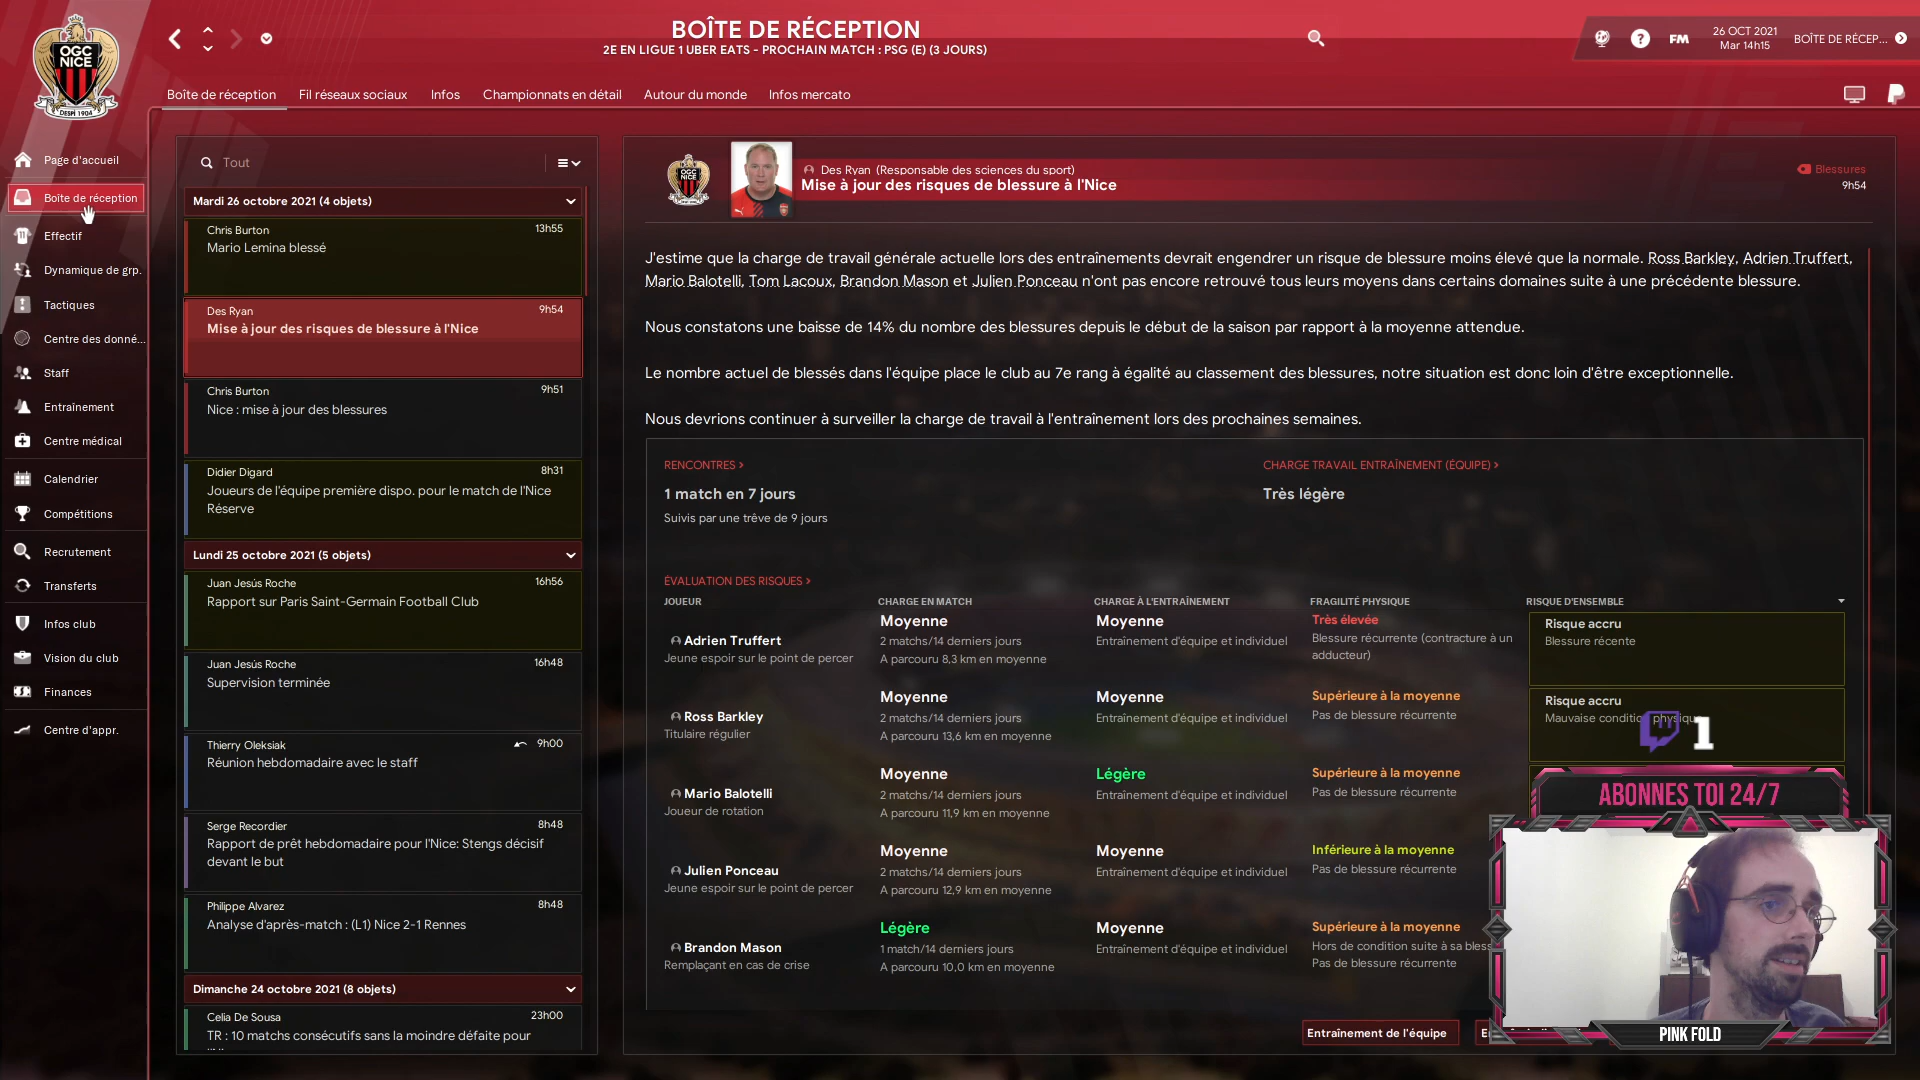 BOÎTE DE RÉCEPTION
2E EN LIGUE 1 UBER EATS - PROCHAIN MATCH : PSG (E) (3 JOURS)
FM
26 OCT 2021
Mar 14h15
BOÎTE DE RÉCEP...
OGC
NICE
DESPÍ 1904
Boîte de réception
Fil réseaux sociaux
Infos
Championnats en détail
Autour du monde
Infos mercato
Page d'accueil
Boîte de réception
Effectif
Dynamique de grp.
Tactiques
Centre des donné...
Staff
Entraînement
Centre médical
Calendrier
Compétitions
Recrutement
Transferts
Infos club
Vision du club
Finances
Centre d'appr.
Tout
Mardi 26 octobre 2021 (4 objets)
Chris Burton 13h55
Mario Lemina blessé
Des Ryan 9h54
Mise à jour des risques de blessure à l'Nice
Chris Burton 9h51
Nice : mise à jour des blessures
Didier Digard 8h31
Joueurs de l'équipe première dispo. pour le match de l'Nice
Réserve
Lundi 25 octobre 2021 (5 objets)
Juan Jesús Roche 16h56
Rapport sur Paris Saint-Germain Football Club
Juan Jesús Roche 16h48
Supervision terminée
Thierry Oleksiak 9h00
Réunion hebdomadaire avec le staff
Serge Recordier 8h48
Rapport de prêt hebdomadaire pour l'Nice: Stengs décisif
devant le but
Philippe Alvarez 8h48
Analyse d'après-match : (L1) Nice 2-1 Rennes
Dimanche 24 octobre 2021 (8 objets)
Celia De Sousa 23h00
TR : 10 matchs consécutifs sans la moindre défaite pour
OGC
NICE
Des Ryan (Responsable des sciences du sport)
Mise à jour des risques de blessure à l'Nice
Blessures
9h54
J'estime que la charge de travail générale actuelle lors des entraînements devrait engendrer un risque de blessure moins élevé que la normale. Ross Barkley, Adrien Truffert,
Mario Balotelli, Tom Lacoux, Brandon Mason et Julien Ponceau n'ont pas encore retrouvé tous leurs moyens dans certains domaines suite à une précédente blessure.
Nous constatons une baisse de 14% du nombre des blessures depuis le début de la saison par rapport à la moyenne attendue.
Le nombre actuel de blessés dans l'équipe place le club au 7e rang à égalité au classement des blessures, notre situation est donc loin d'être exceptionnelle.
Nous devrions continuer à surveiller la charge de travail à l'entraînement lors des prochaines semaines.
RENCONTRES >
CHARGE TRAVAIL ENTRAÎNEMENT (ÉQUIPE) >
1 match en 7 jours
Très légère
Suivis par une trêve de 9 jours
ÉVALUATION DES RISQUES >
JOUEUR CHARGE EN MATCH CHARGE À L'ENTRAÎNEMENT FRAGILITÉ PHYSIQUE RISQUE D'ENSEMBLE
Adrien Truffert
Jeune espoir sur le point de percer
Moyenne
2 matchs/14 derniers jours
A parcouru 8,3 km en moyenne
Moyenne
Entraînement d'équipe et individuel
Très élevée
Blessure récurrente (contracture à un
adducteur)
Risque accru
Blessure récente
Ross Barkley
Titulaire régulier
Moyenne
2 matchs/14 derniers jours
A parcouru 13,6 km en moyenne
Moyenne
Entraînement d'équipe et individuel
Supérieure à la moyenne
Pas de blessure récurrente
Risque accru
Mauvaise condition physique
1
Mario Balotelli
Joueur de rotation
Moyenne
2 matchs/14 derniers jours
A parcouru 11,9 km en moyenne
Légère
Entraînement d'équipe et individuel
Supérieure à la moyenne
Pas de blessure récurrente
ABONNES TOI 24/7
Julien Ponceau
Jeune espoir sur le point de percer
Moyenne
2 matchs/14 derniers jours
A parcouru 12,9 km en moyenne
Moyenne
Entraînement d'équipe et individuel
Inférieure à la moyenne
Pas de blessure récurrente
Brandon Mason
Remplaçant en cas de crise
Légère
1 match/14 derniers jours
A parcouru 10,0 km en moyenne
Moyenne
Entraînement d'équipe et individuel
Supérieure à la moyenne
Hors de condition suite à sa bless
Pas de blessure récurrente
Entraînement de l'équipe
PINK FOLD